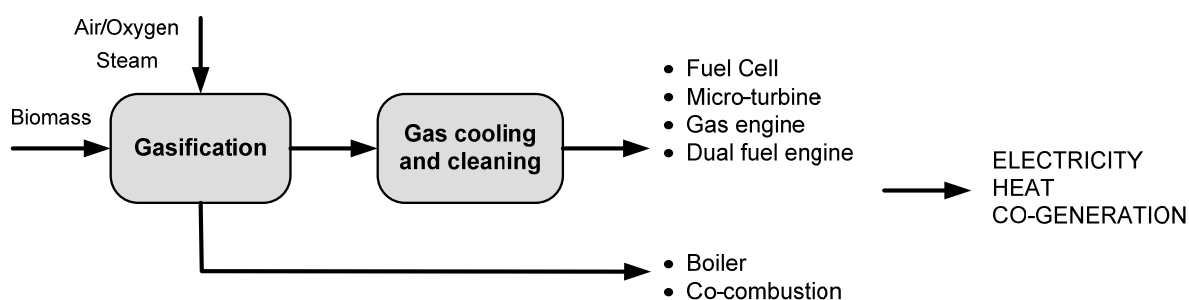 Air/Oxygen
Steam
Biomass
Gasification
Gas cooling
and cleaning
• Fuel Cell
• Micro-turbine
• Gas engine
• Dual fuel engine
• Boiler
• Co-combustion
ELECTRICITY
HEAT
CO-GENERATION